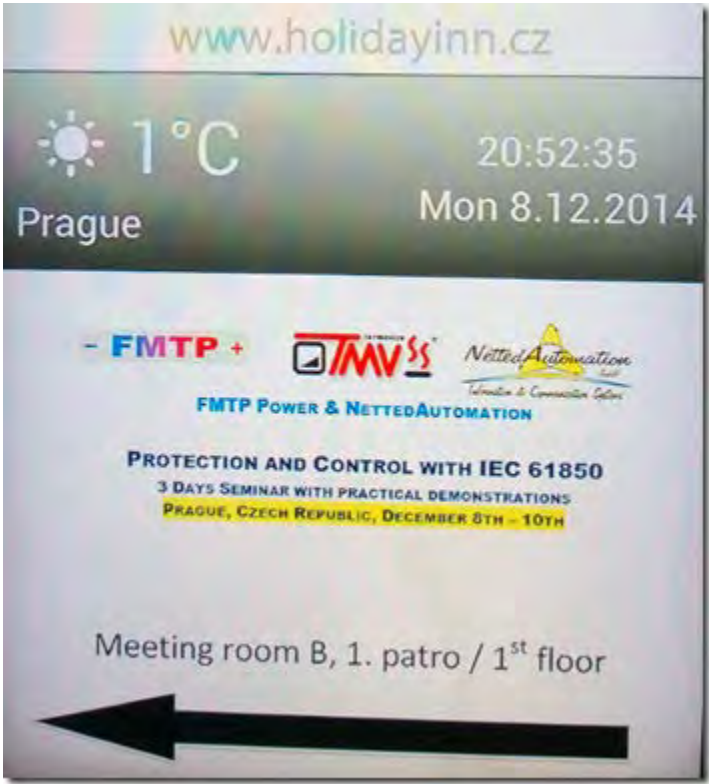 www.holidayinn.cz
1°C
20:52:35
Prague
Mon 8.12.2014
- FMTP +
TMV SS
NettedAutomation
FMTP POWER & NETTEDAUTOMATION
PROTECTION AND CONTROL WITH IEC 61850
3 DAYS SEMINAR WITH PRACTICAL DEMONSTRATIONS
PRAGUE, CZECH REPUBLIC, DECEMBER 8TH – 10TH
Meeting room B, 1. patro / 1st floor